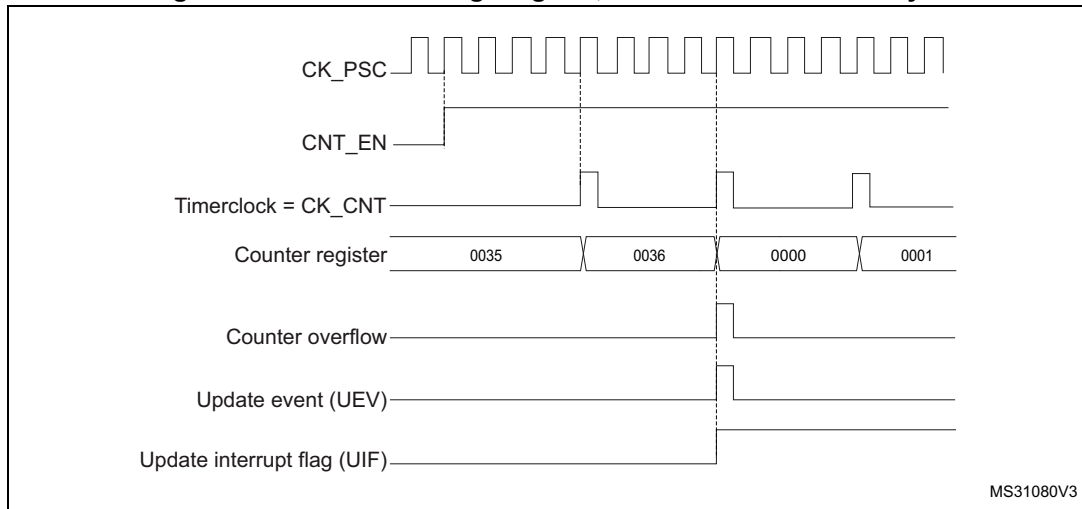 CK_PSC
CNT_EN
Timerclock = CK_CNT
Counter register 0035 0036 0000 0001
Counter overflow
Update event (UEV)
Update interrupt flag (UIF)
MS31080V3